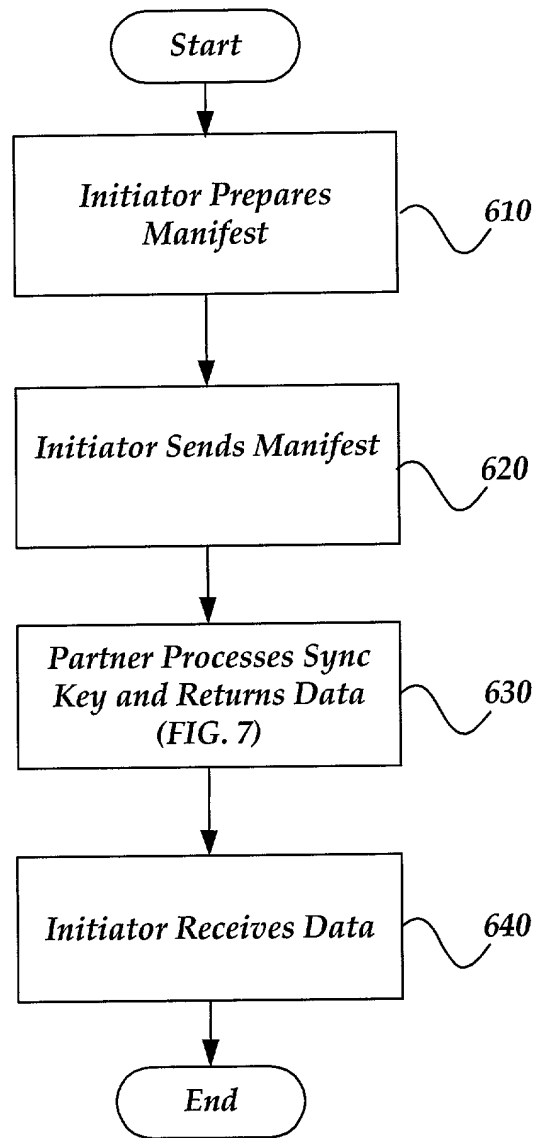 Start
Initiator Prepares
Manifest
610
Initiator Sends Manifest
620
Partner Processes Sync
Key and Returns Data
(FIG. 7)
630
Initiator Receives Data
640
End